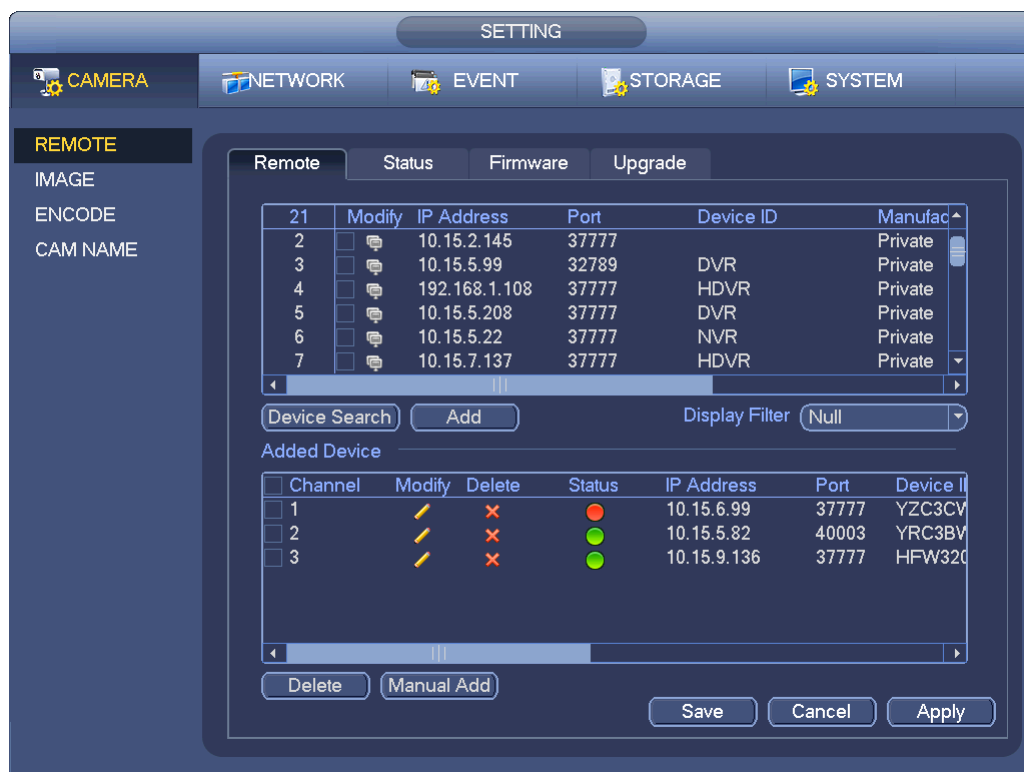 SETTING
CAMERA NETWORK EVENT STORAGE SYSTEM
REMOTE
IMAGE
ENCODE
CAM NAME
Remote Status Firmware Upgrade
21 Modify IP Address Port Device ID Manufac
2 10.15.2.145 37777 Private
3 10.15.5.99 32789 DVR Private
4 192.168.1.108 37777 HDVR Private
5 10.15.5.208 37777 DVR Private
6 10.15.5.22 37777 NVR Private
7 10.15.7.137 37777 HDVR Private
Device Search Add Display Filter Null
Added Device
Channel Modify Delete Status IP Address Port Device I
1 10.15.6.99 37777 YZC3CV
2 10.15.5.82 40003 YRC3BV
3 10.15.9.136 37777 HFW320
Delete Manual Add
Save Cancel Apply